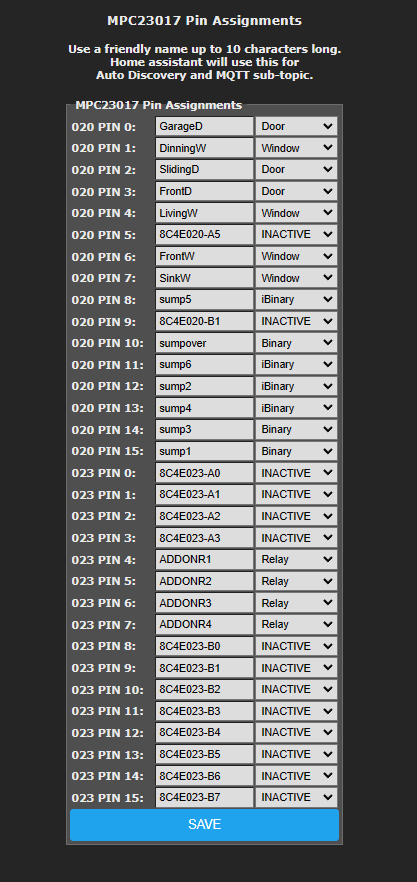 MPC23017 Pin Assignments
Use a friendly name up to 10 characters long.
Home assistant will use this for
Auto Discovery and MQTT sub-topic.
MPC23017 Pin Assignments
020 PIN 0: GarageD Door
020 PIN 1: DinningW Window
020 PIN 2: SlidingD Door
020 PIN 3: FrontD Door
020 PIN 4: LivingW Window
020 PIN 5: 8C4E020-A5 INACTIVE
020 PIN 6: FrontW Window
020 PIN 7: SinkW Window
020 PIN 8: sump5 iBinary
020 PIN 9: 8C4E020-B1 INACTIVE
020 PIN 10: sumpover Binary
020 PIN 11: sump6 iBinary
020 PIN 12: sump2 iBinary
020 PIN 13: sump4 iBinary
020 PIN 14: sump3 Binary
020 PIN 15: sump1 Binary
023 PIN 0: 8C4E023-A0 INACTIVE
023 PIN 1: 8C4E023-A1 INACTIVE
023 PIN 2: 8C4E023-A2 INACTIVE
023 PIN 3: 8C4E023-A3 INACTIVE
023 PIN 4: ADDONR1 Relay
023 PIN 5: ADDONR2 Relay
023 PIN 6: ADDONR3 Relay
023 PIN 7: ADDONR4 Relay
023 PIN 8: 8C4E023-B0 INACTIVE
023 PIN 9: 8C4E023-B1 INACTIVE
023 PIN 10: 8C4E023-B2 INACTIVE
023 PIN 11: 8C4E023-B3 INACTIVE
023 PIN 12: 8C4E023-B4 INACTIVE
023 PIN 13: 8C4E023-B5 INACTIVE
023 PIN 14: 8C4E023-B6 INACTIVE
023 PIN 15: 8C4E023-B7 INACTIVE
SAVE